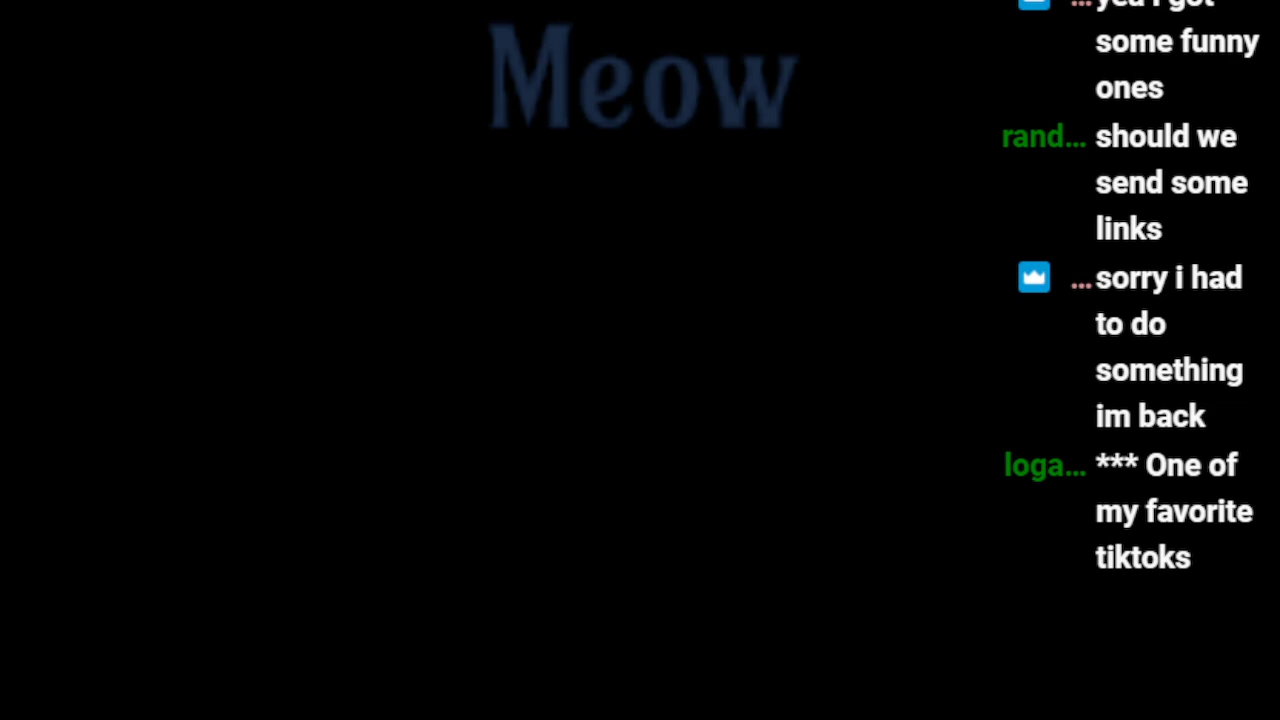 Meow
... yea i got
some funny
ones
rand... should we
send some
links
... sorry i had
to do
something
im back
loga... *** One of
my favorite
tiktoks